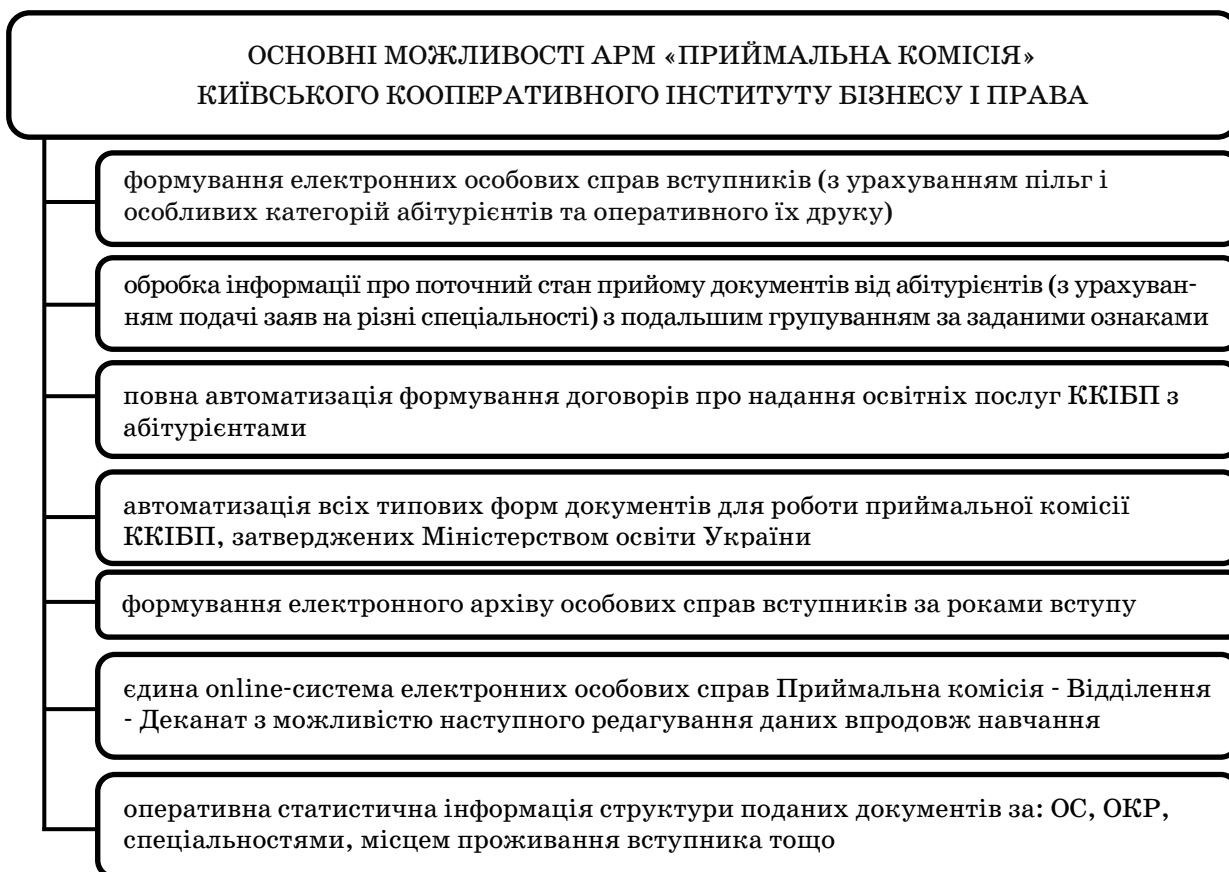 ОСНОВНІ МОЖЛИВОСТІ АРМ «ПРИЙМАЛЬНА КОМІСІЯ»
КИЇВСЬКОГО КООПЕРАТИВНОГО ІНСТИТУТУ БІЗНЕСУ І ПРАВА
формування електронних особових справ вступників (з урахуванням пільг і
особливих категорій абітурієнтів та оперативного їх друку)
обробка інформації про поточний стан прийому документів від абітурієнтів (з урахуван-
ням подачі заяв на різні спеціальності) з подальшим групуванням за заданими ознаками
повна автоматизація формування договорів про надання освітніх послуг ККІБП з
абітурієнтами
автоматизація всіх типових форм документів для роботи приймальної комісії
ККІБП, затверджених Міністерством освіти України
формування електронного архіву особових справ вступників за роками вступу
єдина online-система електронних особових справ Приймальна комісія - Відділення
- Деканат з можливістю наступного редагування даних впродовж навчання
оперативна статистична інформація структури поданих документів за: ОС, ОКР,
спеціальностями, місцем проживання вступника тощо